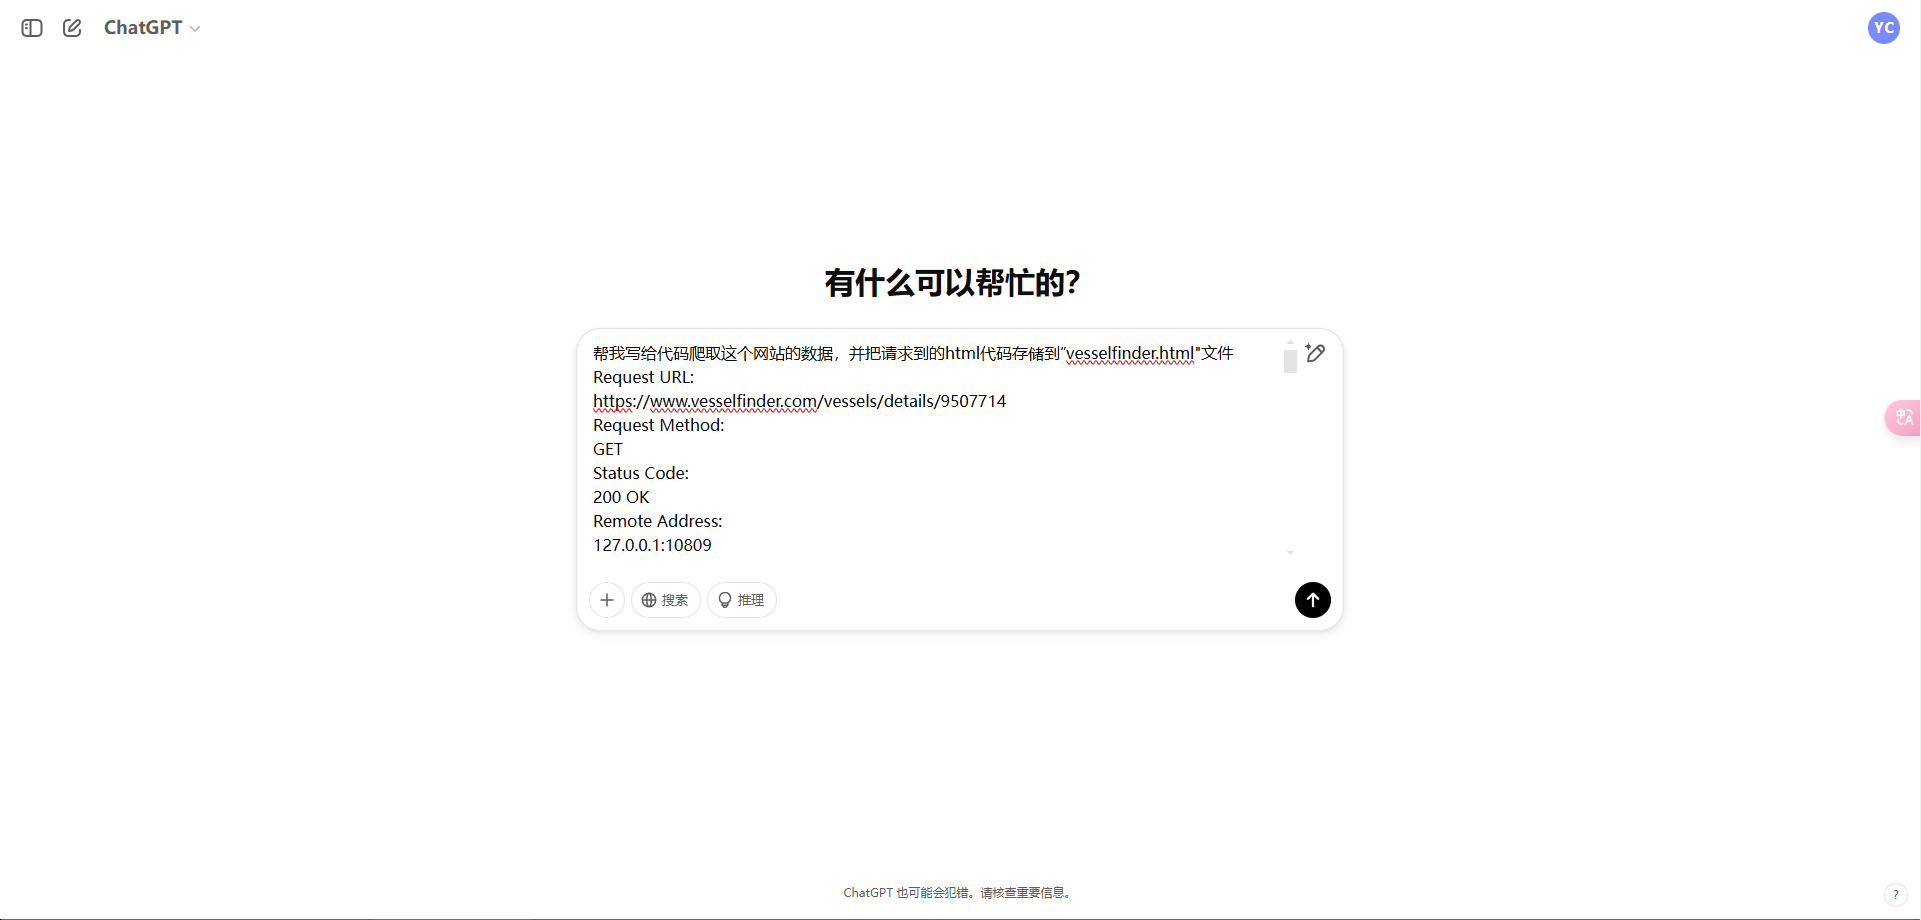 ChatGPT
YC
有什么可以帮忙的？
帮我写给代码爬取这个网站的数据，并把请求到的html代码存储到“vesselfinder.html"文件
Request URL:
https://www.vesselfinder.com/vessels/details/9507714
Request Method:
GET
Status Code:
200 OK
Remote Address:
127.0.0.1:10809
搜索
推理
中A
ChatGPT 也可能会犯错。请核查重要信息。
?